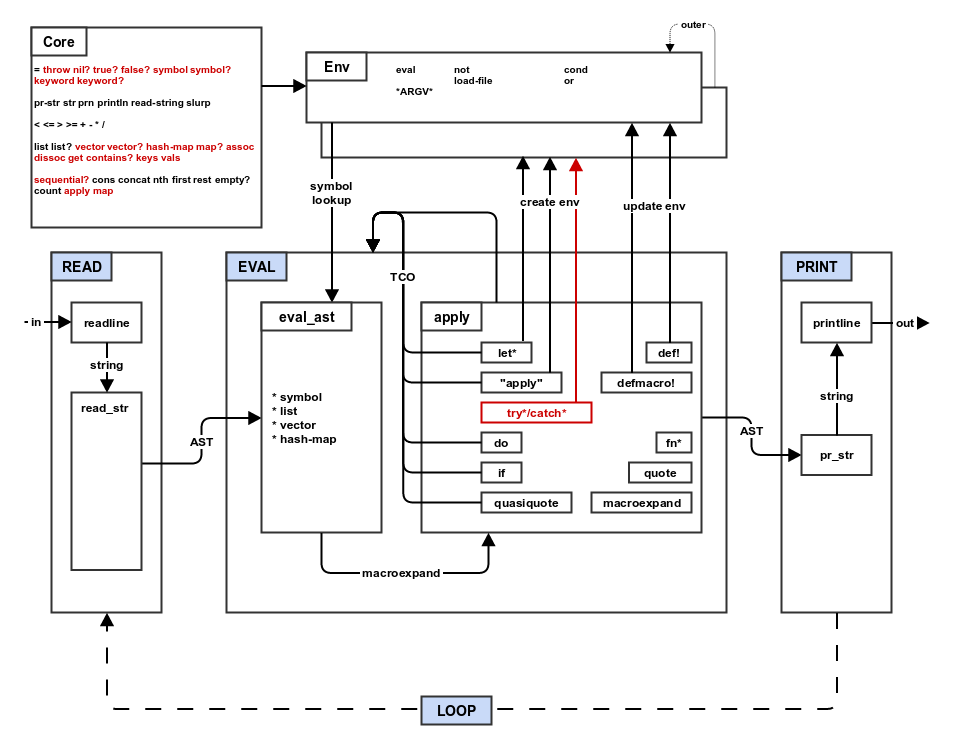 outer
Core
= throw nil? true? false? symbol symbol?
keyword keyword?
pr-str str prn println read-string slurp
< <= > >= + - * /
list list? vector vector? hash-map map? assoc
dissoc get contains? keys vals
sequential? cons concat nth first rest empty?
count apply map
Env
eval not cond
load-file or
*ARGV*
symbol
lookup
create env
update env
TCO
READ
in
readline
string
read_str
AST
EVAL
eval_ast
* symbol
* list
* vector
* hash-map
macroexpand
apply
let*
def!
"apply"
defmacro!
try*/catch*
do
fn*
if
quote
quasiquote
macroexpand
AST
PRINT
printline
out
string
pr_str
LOOP